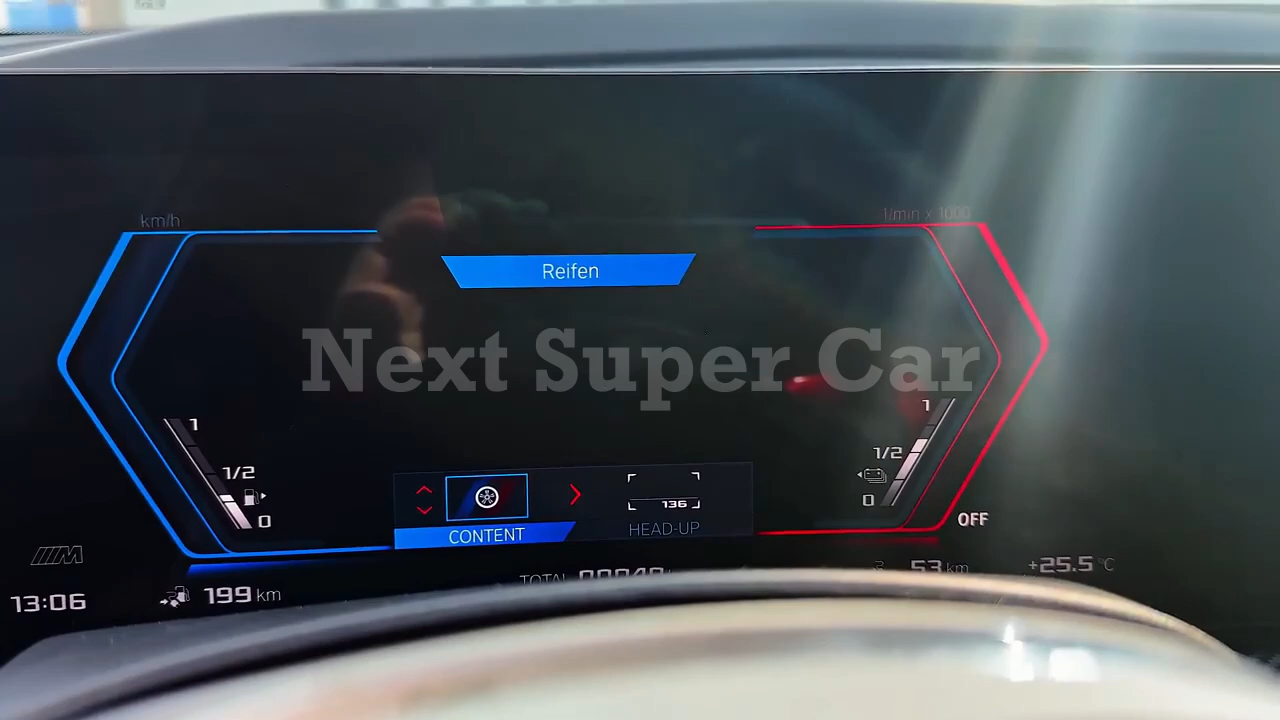 km/h
1/min x 1000
Reifen
Next Super Car
1
1/2
0
1
1/2
0
136
CONTENT
HEAD-UP
OFF
M
13:06
199 km
TOTAL
53 km
+25.5 °C